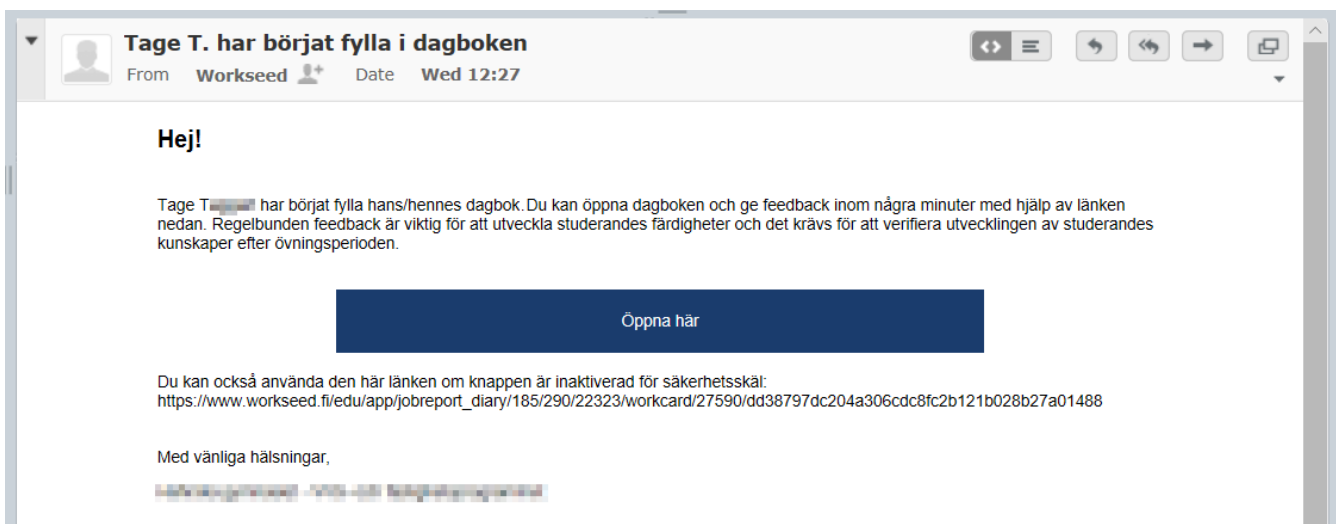 Tage T. har börjat fylla i dagboken
From Workseed Date Wed 12:27
Hej!
Tage T har börjat fylla hans/hennes dagbok.Du kan öppna dagboken och ge feedback inom några minuter med hjälp av länken
nedan. Regelbunden feedback är viktig för att utveckla studerandes färdigheter och det krävs för att verifiera utvecklingen av studerandes
kunskaper efter övningsperioden.
Öppna här
Du kan också använda den här länken om knappen är inaktiverad för säkerhetsskäl:
https://www.workseed.fi/edu/app/jobreport_diary/185/290/22323/workcard/27590/dd38797dc204a306cdc8fc2b121b028b27a01488
Med vänliga hälsningar,